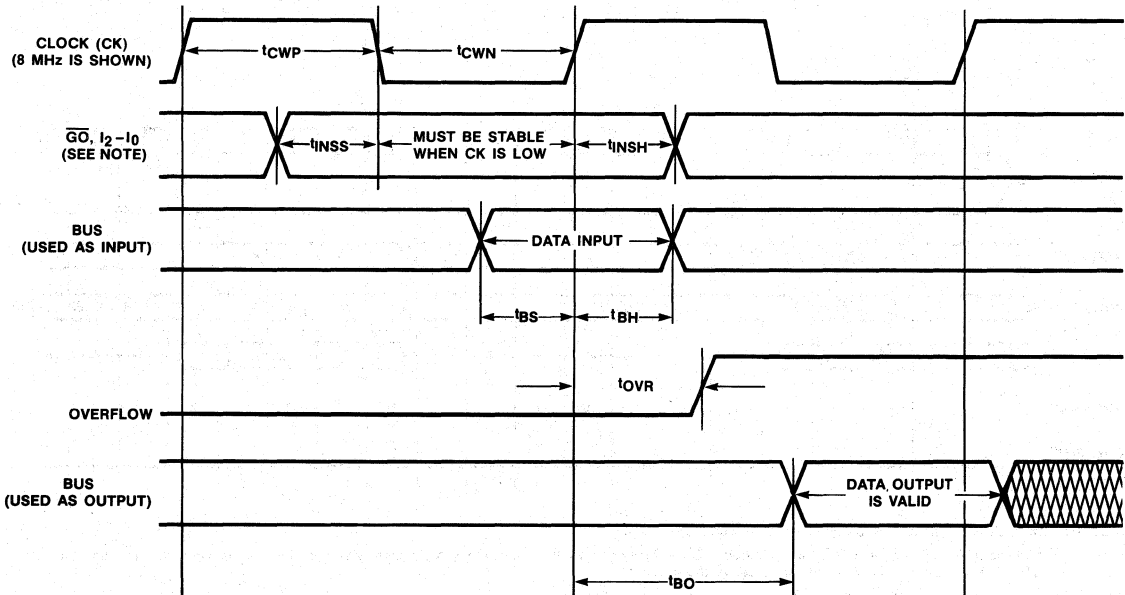 CLOCK (CK)
(8 MHz IS SHOWN)
tCWP
tCWN
GO, I2–I0
(SEE NOTE)
tINSS
MUST BE STABLE
WHEN CK IS LOW
tINSH
BUS
(USED AS INPUT)
DATA INPUT
tBS
tBH
tOVR
OVERFLOW
BUS
(USED AS OUTPUT)
DATA OUTPUT
IS VALID
tBO